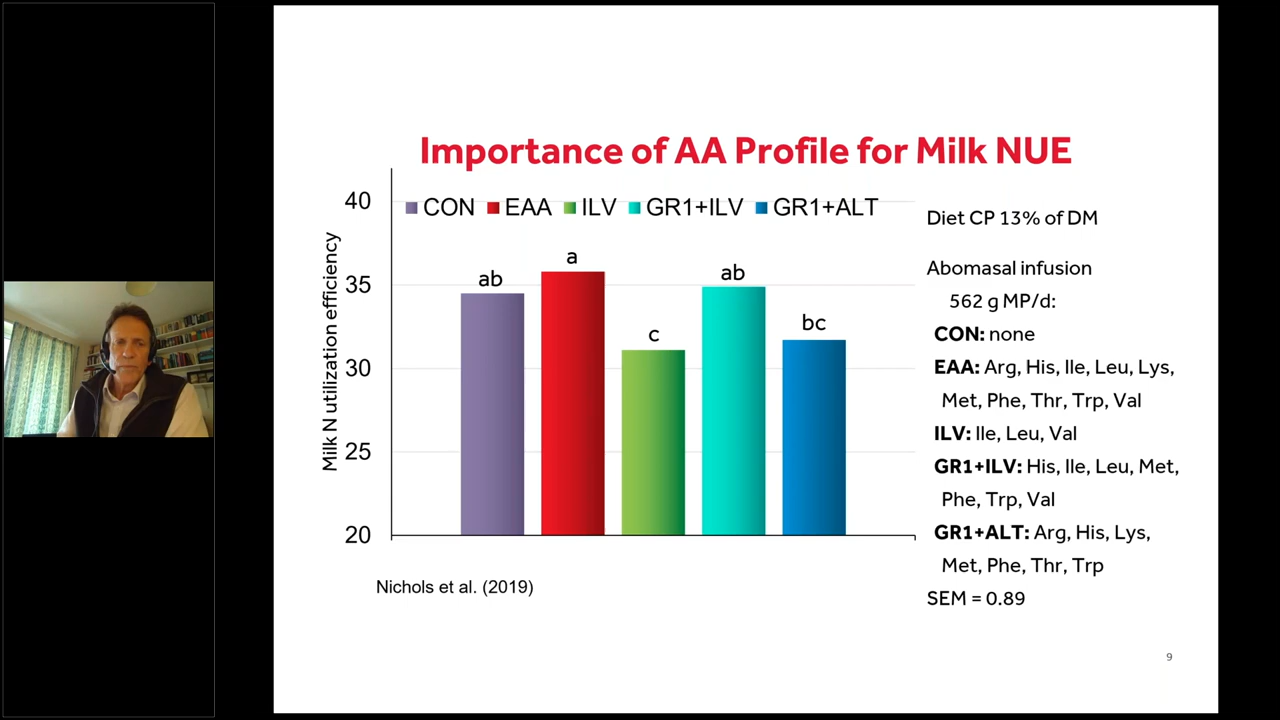 Importance of AA Profile for Milk NUE
CON EAA ILV GR1+ILV GR1+ALT
40
35
30
25
20
Milk N utilization efficiency
ab
a
c
ab
bc
Nichols et al. (2019)
Diet CP 13% of DM
Abomasal infusion
562 g MP/d:
CON: none
EAA: Arg, His, Ile, Leu, Lys,
Met, Phe, Thr, Trp, Val
ILV: Ile, Leu, Val
GR1+ILV: His, Ile, Leu, Met,
Phe, Trp, Val
GR1+ALT: Arg, His, Lys,
Met, Phe, Thr, Trp
SEM = 0.89
9